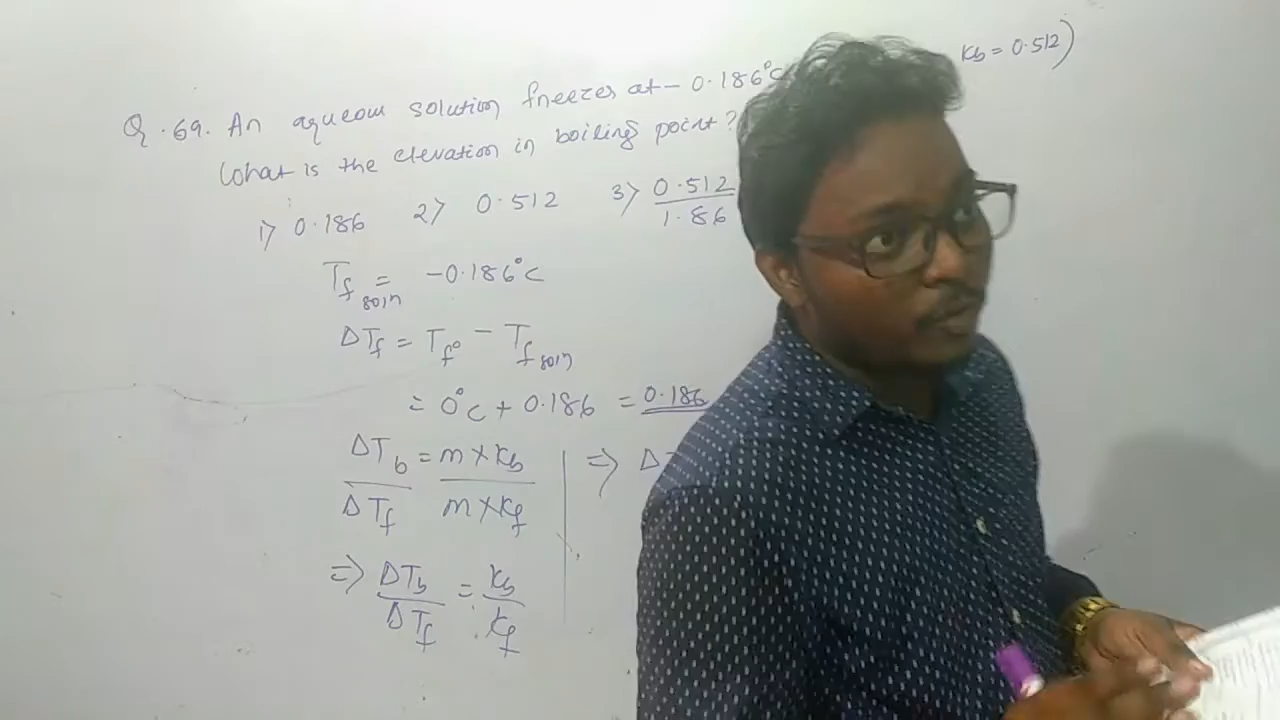 Q.69. An aqueous solution freezes at - 0.186°C Kb = 0.512)
What is the elevation in boiling point?
1) 0.186 2) 0.512 3) 0.512/1.86
Tf soln = -0.186°C
ΔTf = Tf° - Tf soln
= 0°C + 0.186 = 0.186
ΔTb/ΔTf = m×Kb/m×Kf ⇒ Δ
⇒ ΔTb/ΔTf = Kb/Kf